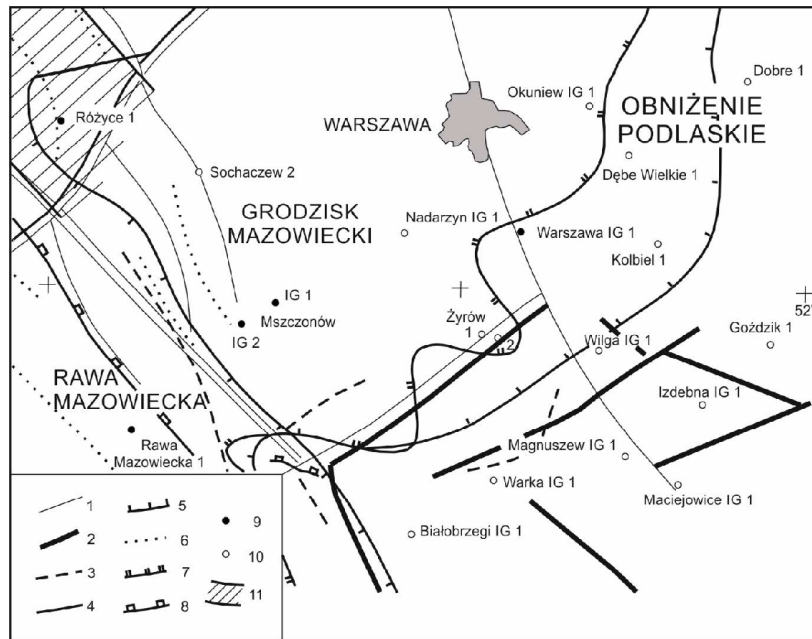 Dobre 1
Okuniew IG 1
OBNIŻENIE
PODLASKIE
Różyce 1
WARSZAWA
Dębe Wielkie 1
Sochaczew 2
GRODZISK
MAZOWIECKI
Nadarzyn IG 1
Warszawa IG 1
Kolbiel 1
IG 1
Mszczonów
IG 2
52°
Żyrów
1
2
Wilga IG 1
Goździk 1
RAWA
MAZOWIECKA
Izdebna IG 1
Rawa
Mazowiecka 1
Magnuszew IG 1
Warka IG 1
Maciejowice IG 1
Białobrzegi IG 1
1
2
3
4
5
6
7
8
9
10
11